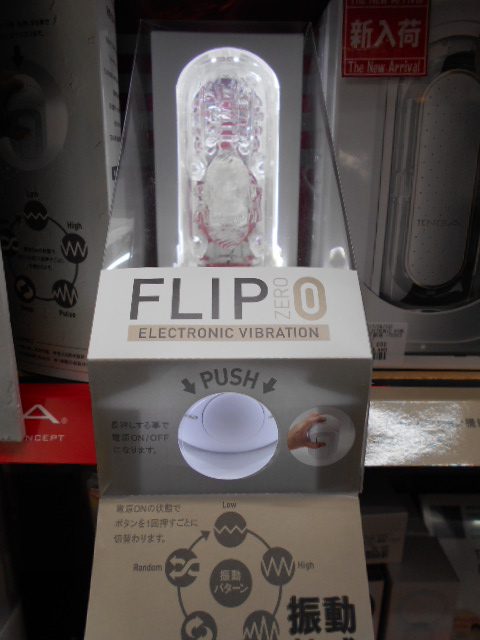 新入荷
The New Arrival
Low
High
Pulse
TENGA
FLIP 0
ZERO
ELECTRONIC VIBRATION
PUSH
長押しする事で
電源ON/OFF
になります。
A
NCEPT
電源ONの状態で
ボタンを1回押すごとに
切替わります。
Low
Random
High
振動
パターン
振動